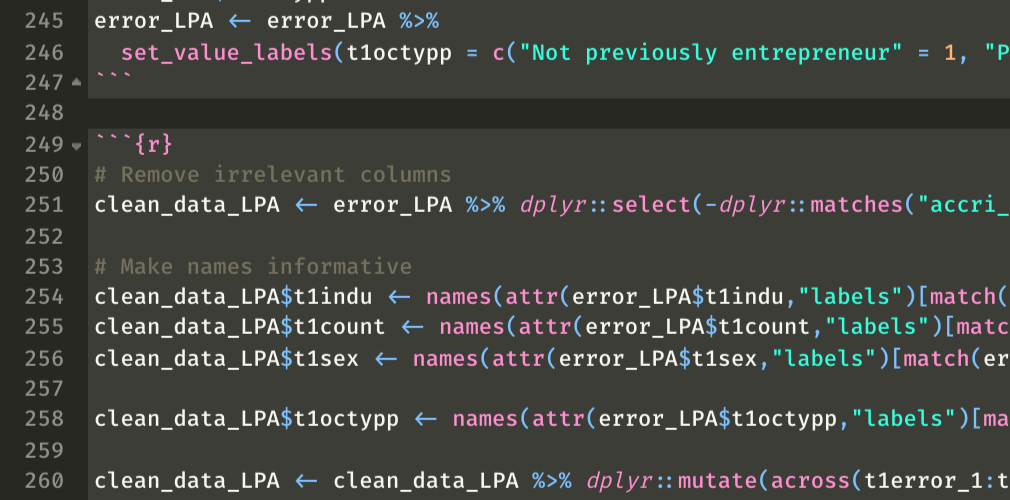 245 error_LPA <- error_LPA %>%
246 set_value_labels(t1octypp = c("Not previously entrepreneur" = 1, "P
247 ```
248
249 ```{r}
250 # Remove irrelevant columns
251 clean_data_LPA <- error_LPA %>% dplyr::select(-dplyr::matches("accri_
252
253 # Make names informative
254 clean_data_LPA$t1indu <- names(attr(error_LPA$t1indu,"labels")[match(
255 clean_data_LPA$t1count <- names(attr(error_LPA$t1count,"labels")[matc
256 clean_data_LPA$t1sex <- names(attr(error_LPA$t1sex,"labels")[match(er
257
258 clean_data_LPA$t1octypp <- names(attr(error_LPA$t1octypp,"labels")[ma
259
260 clean_data_LPA <- clean_data_LPA %>% dplyr::mutate(across(t1error_1:t